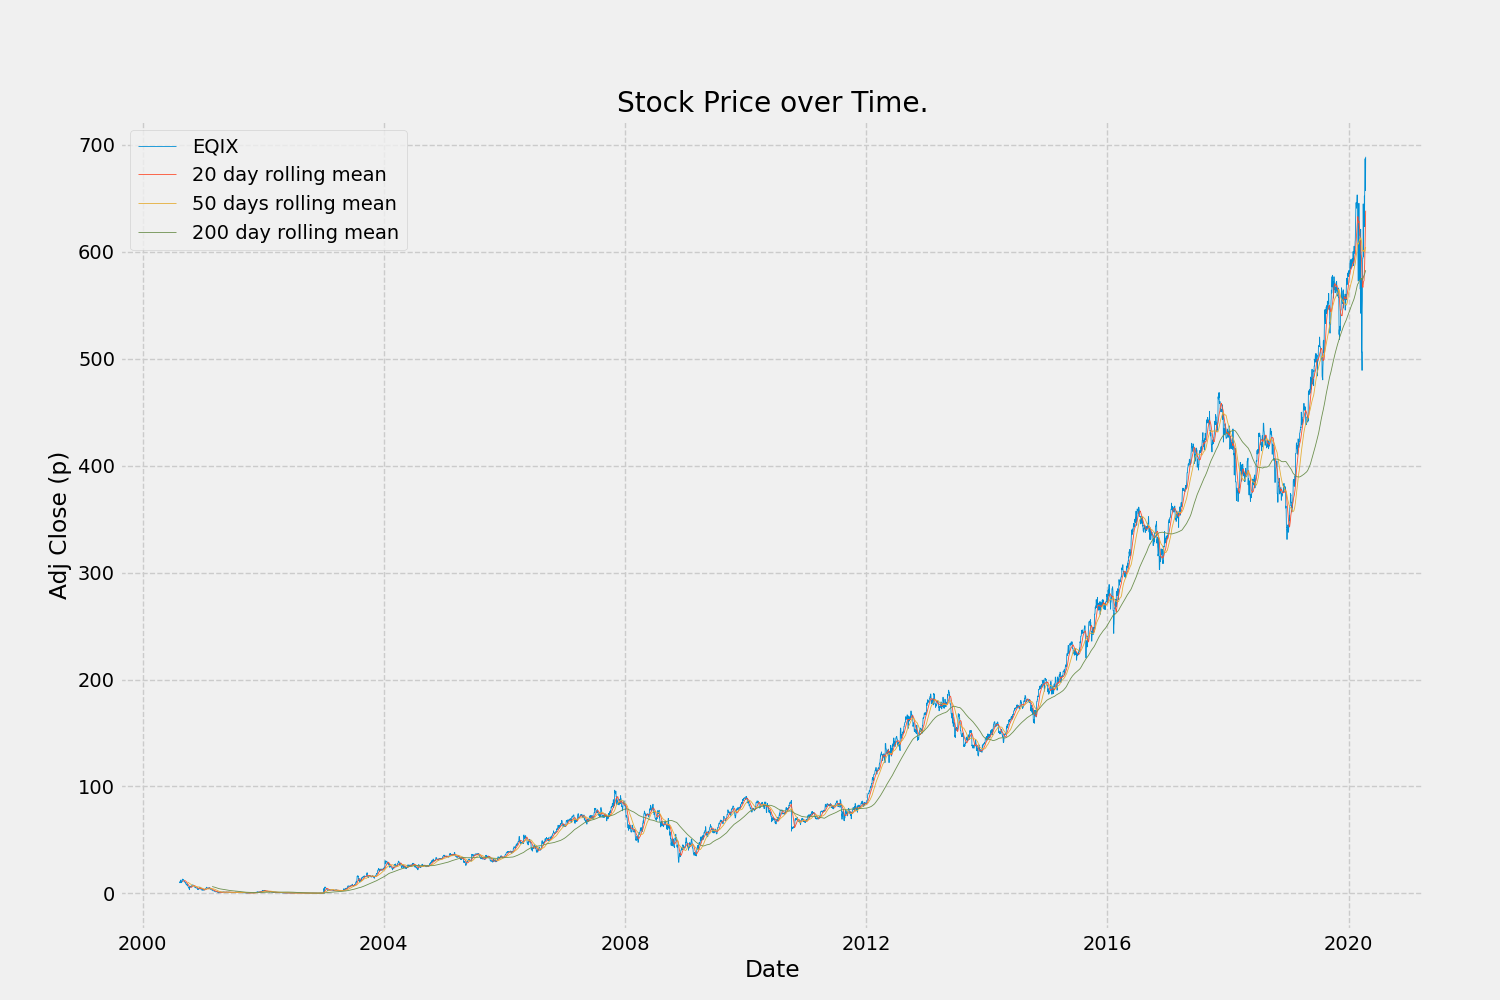 Stock Price over Time.
EQIX
20 day rolling mean
50 days rolling mean
200 day rolling mean
700
600
500
400
300
200
100
0
Adj Close (p)
2000 2004 2008 2012 2016 2020
Date